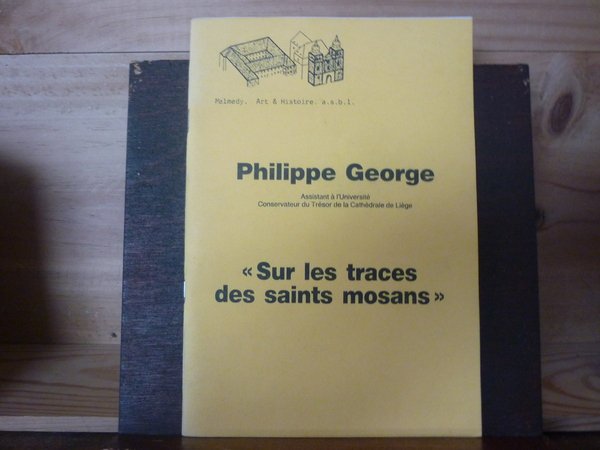 Malmedy. Art & Histoire. a.s.b.l.
Philippe George
Assistant à l'Université
Conservateur du Trésor de la Cathédrale de Liège
« Sur les traces
des saints mosans »